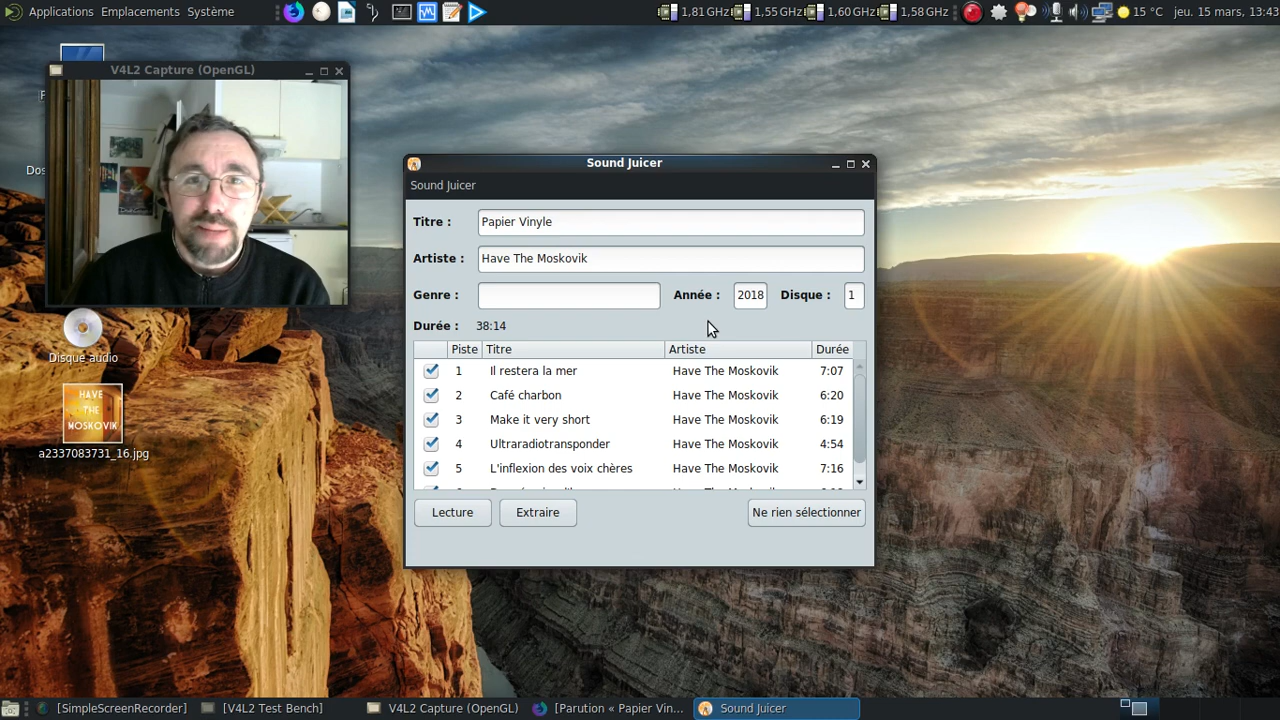 Applications Emplacements Système
1,81 GHz 1,55 GHz 1,60 GHz 1,58 GHz 15 °C jeu. 15 mars, 13:43
V4L2 Capture (OpenGL)
Disque audio
HAVE
THE
MOSKOVIK
a2337083731_16.jpg
Sound Juicer
Sound Juicer
Titre : Papier Vinyle
Artiste : Have The Moskovik
Genre : Année : 2018 Disque : 1
Durée : 38:14
Piste Titre Artiste Durée
1 Il restera la mer Have The Moskovik 7:07
2 Café charbon Have The Moskovik 6:20
3 Make it very short Have The Moskovik 6:19
4 Ultraradiotransponder Have The Moskovik 4:54
5 L'inflexion des voix chères Have The Moskovik 7:16
Lecture Extraire Ne rien sélectionner
[SimpleScreenRecorder] [V4L2 Test Bench] V4L2 Capture (OpenGL) [Parution « Papier Vin... Sound Juicer